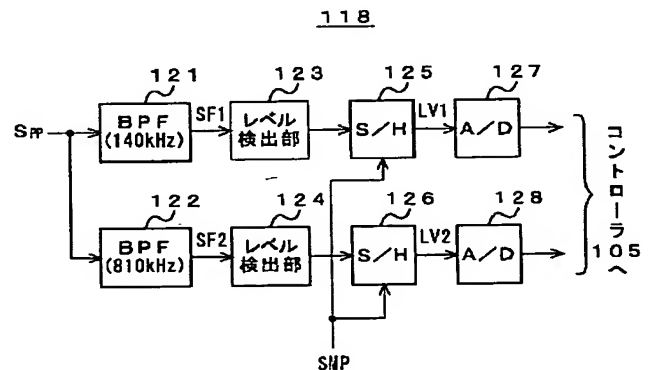 118
121
123
125
127
SPP
BPF
(140kHz)
SF1
レベル
検出部
S/H
LV1
A/D
122
124
126
128
BPF
(810kHz)
SF2
レベル
検出部
S/H
LV2
A/D
SMP
コントローラ
105へ